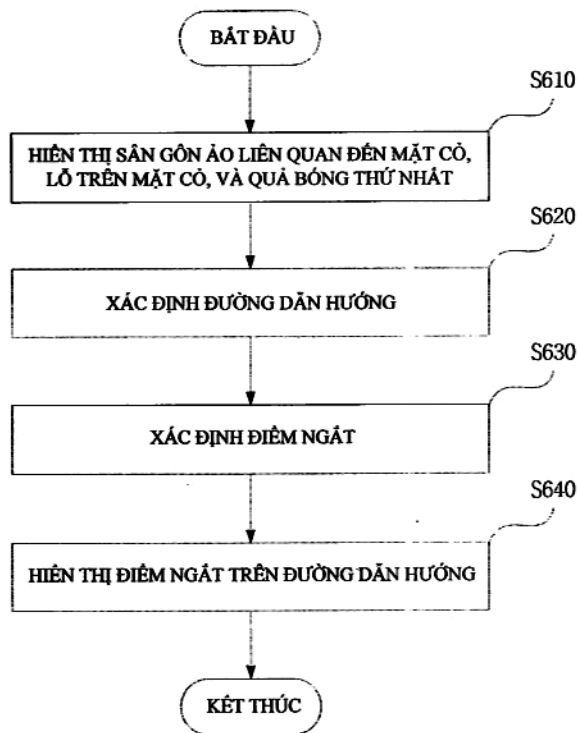 BẮT ĐẦU
S610
HIỂN THỊ SÂN GÔN ẢO LIÊN QUAN ĐẾN MẶT CỎ,
LỖ TRÊN MẶT CỎ, VÀ QUẢ BÓNG THỨ NHẤT
S620
XÁC ĐỊNH ĐƯỜNG DẪN HƯỚNG
S630
XÁC ĐỊNH ĐIỂM NGẮT
S640
HIỂN THỊ ĐIỂM NGẮT TRÊN ĐƯỜNG DẪN HƯỚNG
KẾT THÚC